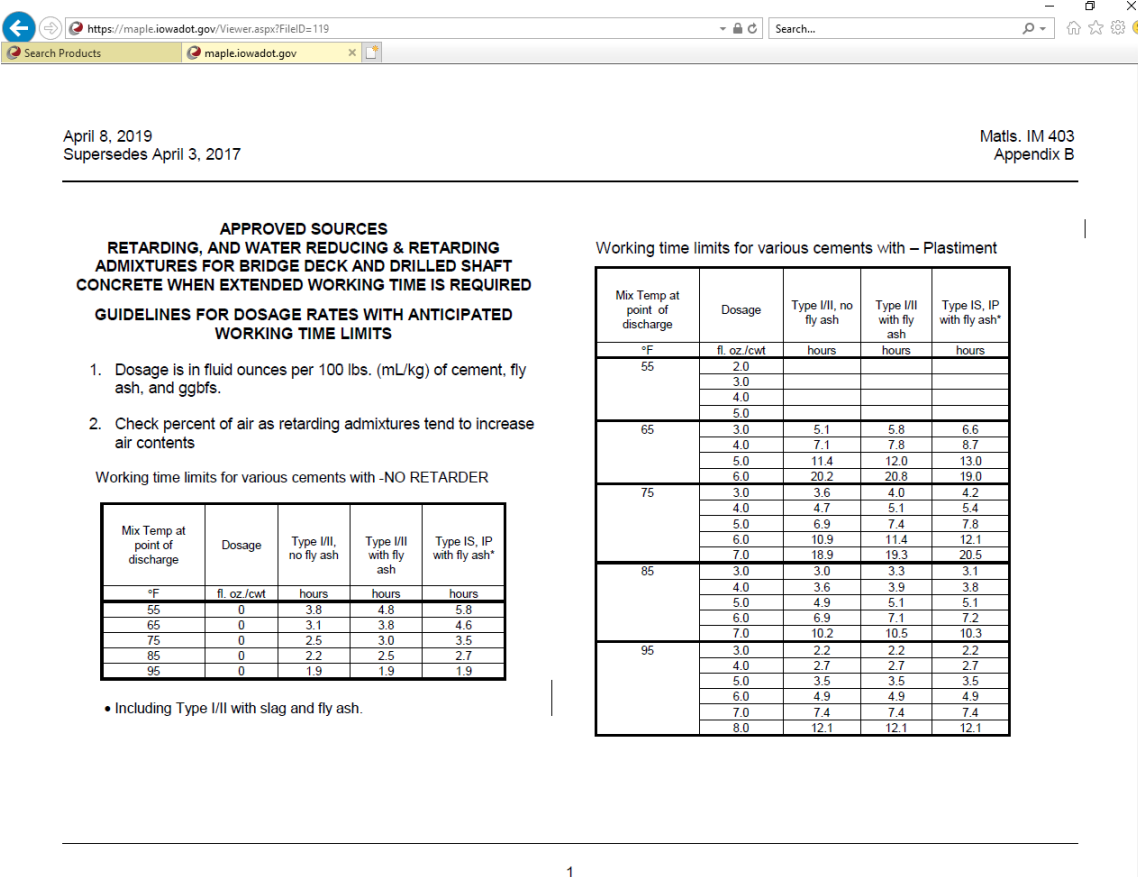 https://maple.iowadot.gov/Viewer.aspx?FileID=119
Search...
Search Products
maple.iowadot.gov
April 8, 2019
Supersedes April 3, 2017
Matls. IM 403
Appendix B
APPROVED SOURCES
RETARDING, AND WATER REDUCING & RETARDING
ADMIXTURES FOR BRIDGE DECK AND DRILLED SHAFT
CONCRETE WHEN EXTENDED WORKING TIME IS REQUIRED
GUIDELINES FOR DOSAGE RATES WITH ANTICIPATED
WORKING TIME LIMITS
1. Dosage is in fluid ounces per 100 lbs. (mL/kg) of cement, fly
ash, and ggbfs.
2. Check percent of air as retarding admixtures tend to increase
air contents
Working time limits for various cements with -NO RETARDER
Mix Temp at point of discharge Dosage Type I/II, no fly ash Type I/II with fly ash Type IS, IP with fly ash*
°F fl. oz./cwt hours hours hours
55 0 3.8 4.8 5.8
65 0 3.1 3.8 4.6
75 0 2.5 3.0 3.5
85 0 2.2 2.5 2.7
95 0 1.9 1.9 1.9
• Including Type I/II with slag and fly ash.
Working time limits for various cements with – Plastiment
Mix Temp at point of discharge Dosage Type I/II, no fly ash Type I/II with fly ash Type IS, IP with fly ash*
°F fl. oz./cwt hours hours hours
55 2.0
3.0
4.0
5.0
65 3.0 5.1 5.8 6.6
4.0 7.1 7.8 8.7
5.0 11.4 12.0 13.0
6.0 20.2 20.8 19.0
75 3.0 3.6 4.0 4.2
4.0 4.7 5.1 5.4
5.0 6.9 7.4 7.8
6.0 10.9 11.4 12.1
7.0 18.9 19.3 20.5
85 3.0 3.0 3.3 3.1
4.0 3.6 3.9 3.8
5.0 4.9 5.1 5.1
6.0 6.9 7.1 7.2
7.0 10.2 10.5 10.3
95 3.0 2.2 2.2 2.2
4.0 2.7 2.7 2.7
5.0 3.5 3.5 3.5
6.0 4.9 4.9 4.9
7.0 7.4 7.4 7.4
8.0 12.1 12.1 12.1
1